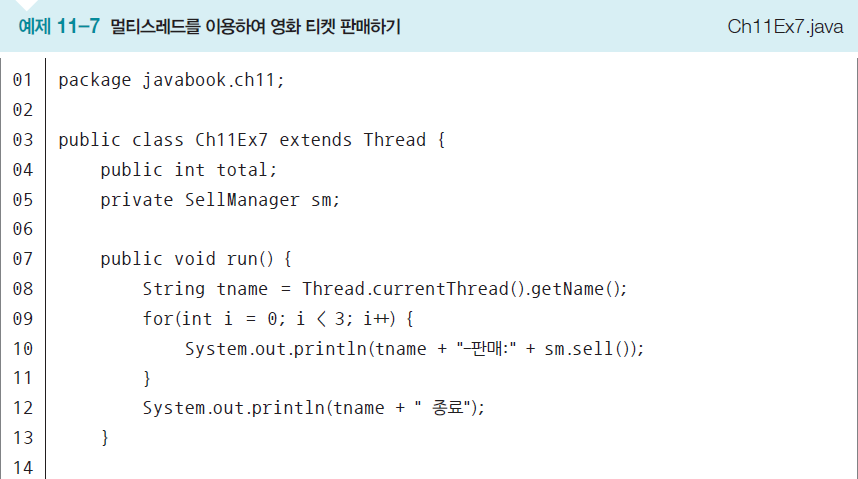 예제 11-7 멀티스레드를 이용하여 영화 티켓 판매하기 Ch11Ex7.java
01 package javabook.ch11;
02
03 public class Ch11Ex7 extends Thread {
04     public int total;
05     private SellManager sm;
06
07     public void run() {
08         String tname = Thread.currentThread().getName();
09         for(int i = 0; i < 3; i++) {
10             System.out.println(tname + "-판매:" + sm.sell());
11         }
12         System.out.println(tname + " 종료");
13     }
14